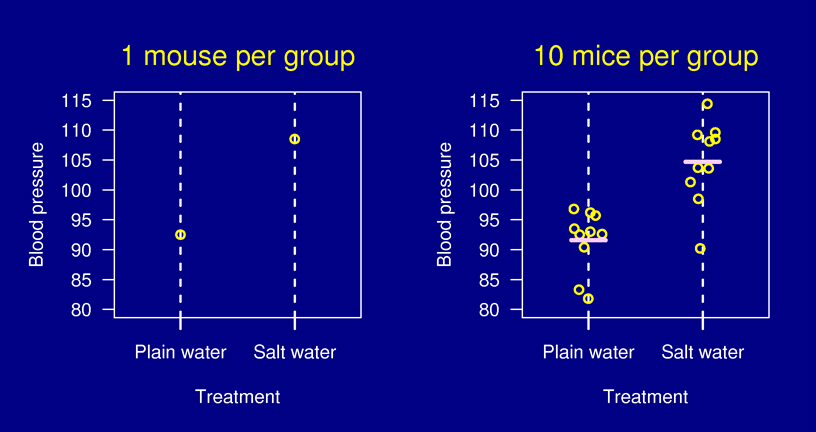 1 mouse per group
115
110
105
100
95
90
85
80
Blood pressure
Plain water
Salt water
Treatment
10 mice per group
115
110
105
100
95
90
85
80
Blood pressure
Plain water
Salt water
Treatment